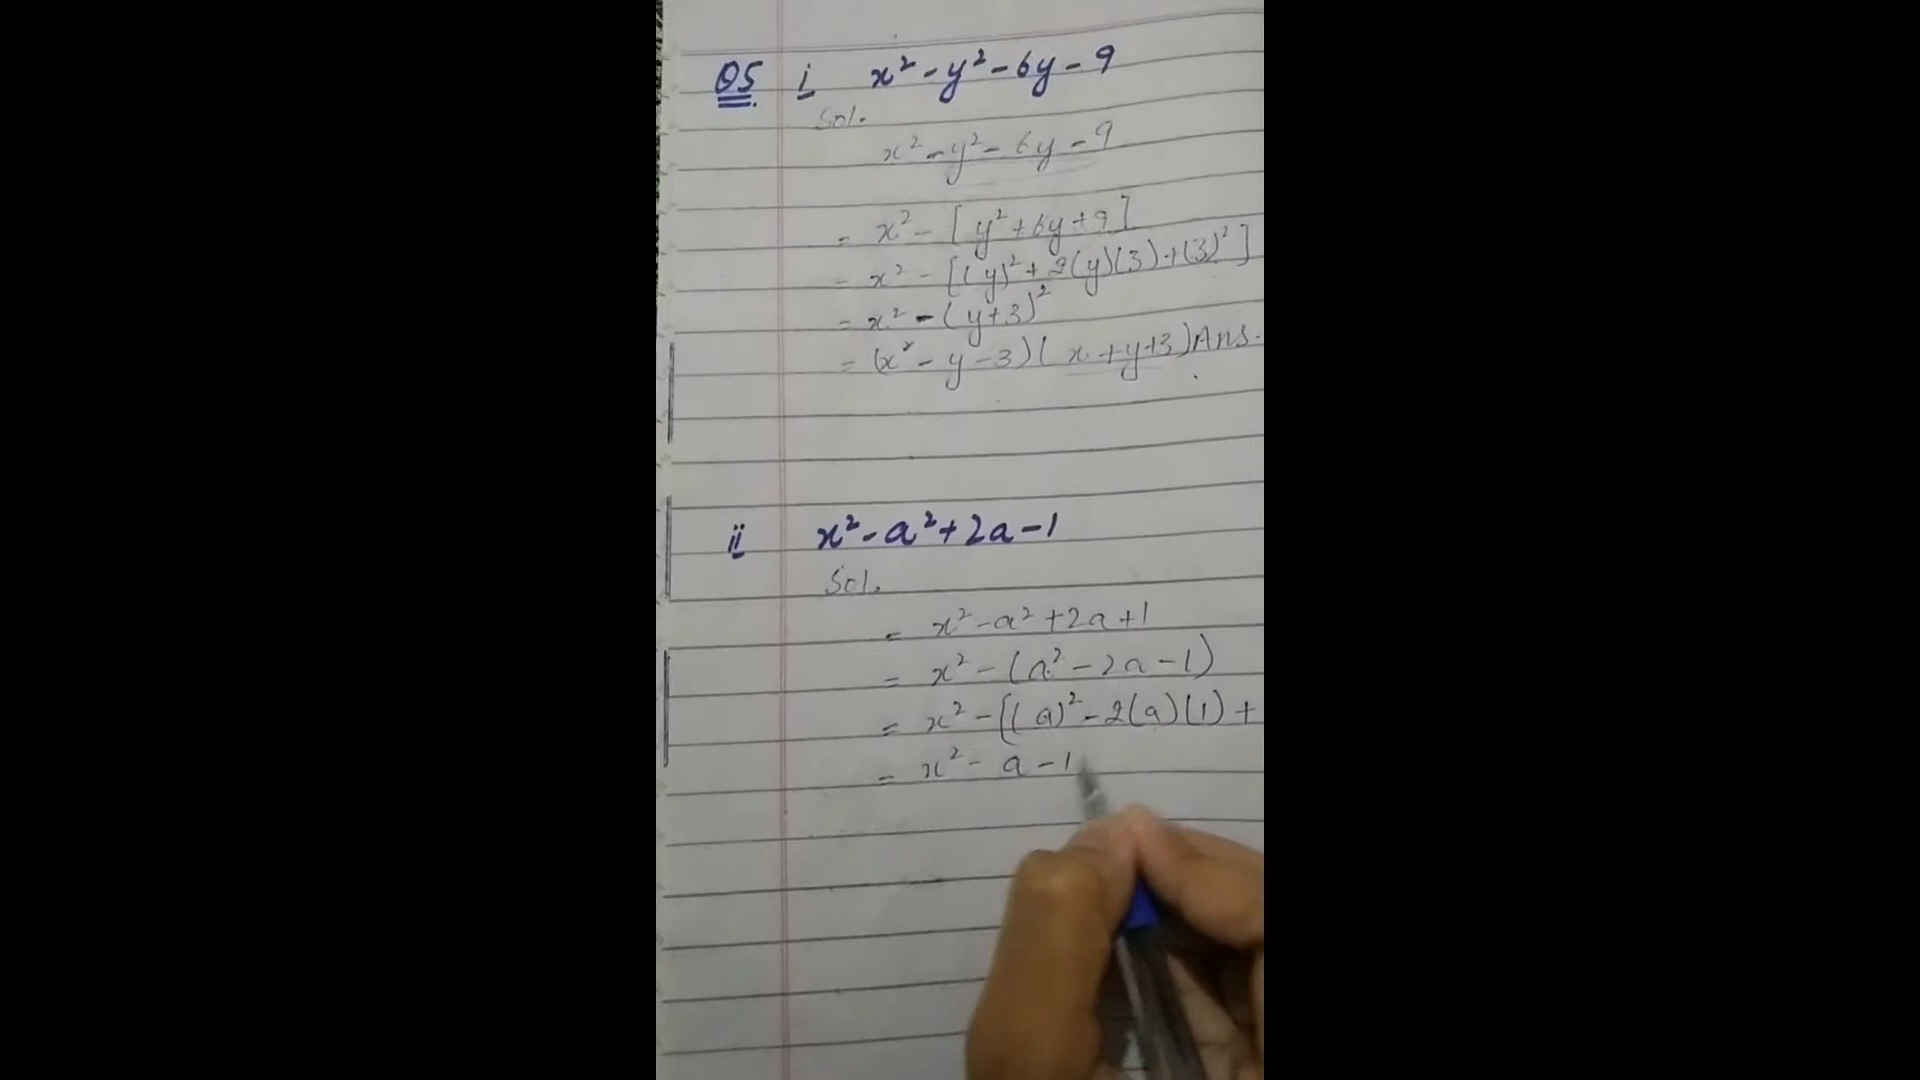 Q5. i x² - y² - 6y - 9
Sol.
x² - y² - 6y - 9
= x² - [y² + 6y + 9]
= x² - [(y)² + 2(y)(3) + (3)²]
= x² - (y+3)²
= (x² - y - 3)(x + y + 3) Ans.
ii x² - a² + 2a - 1
Sol.
= x² - a² + 2a + 1
= x² - (a² - 2a - 1)
= x² - [(a)² - 2(a)(1) +
= x² - a - 1